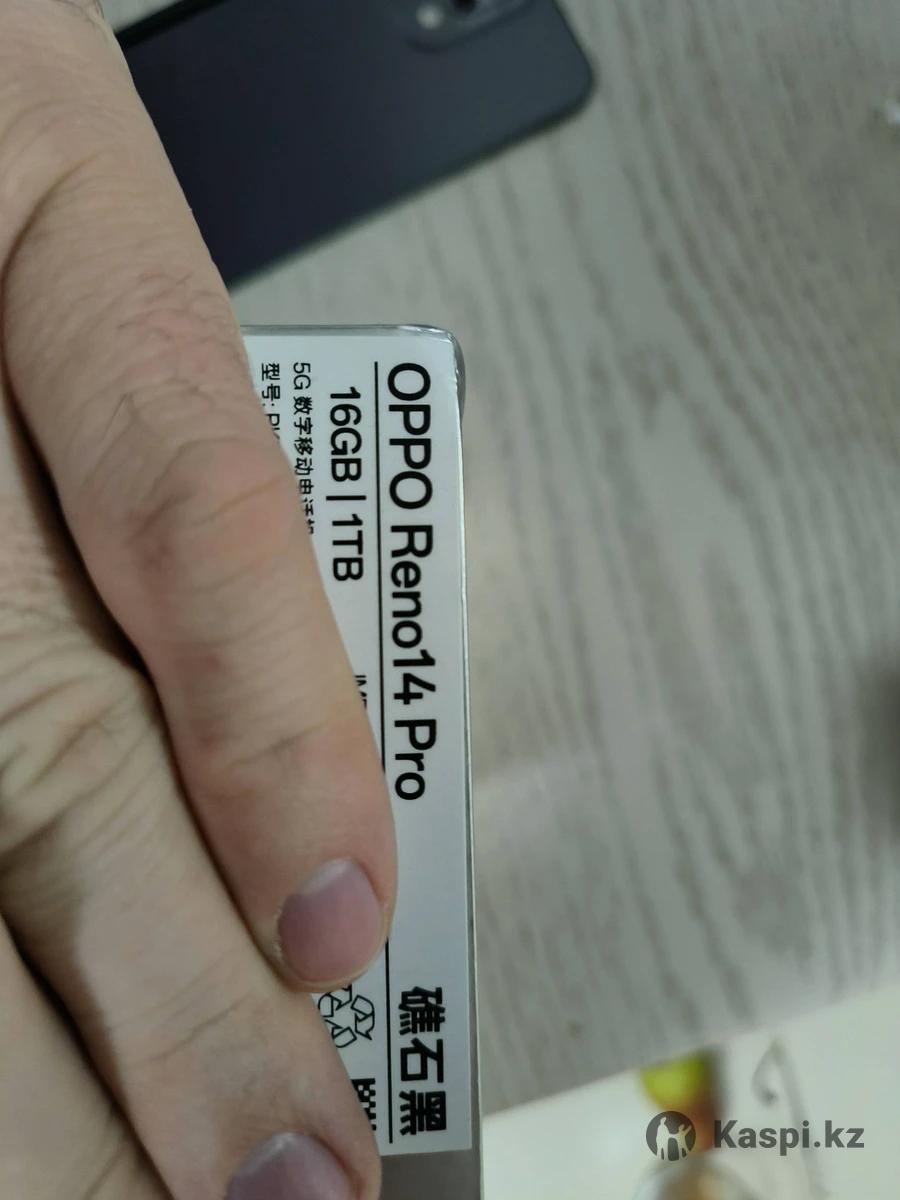 OPPO Reno14 Pro 礁石黑
16GB | 1TB
5G 数字移动电话机
型号:
Kaspi.kz